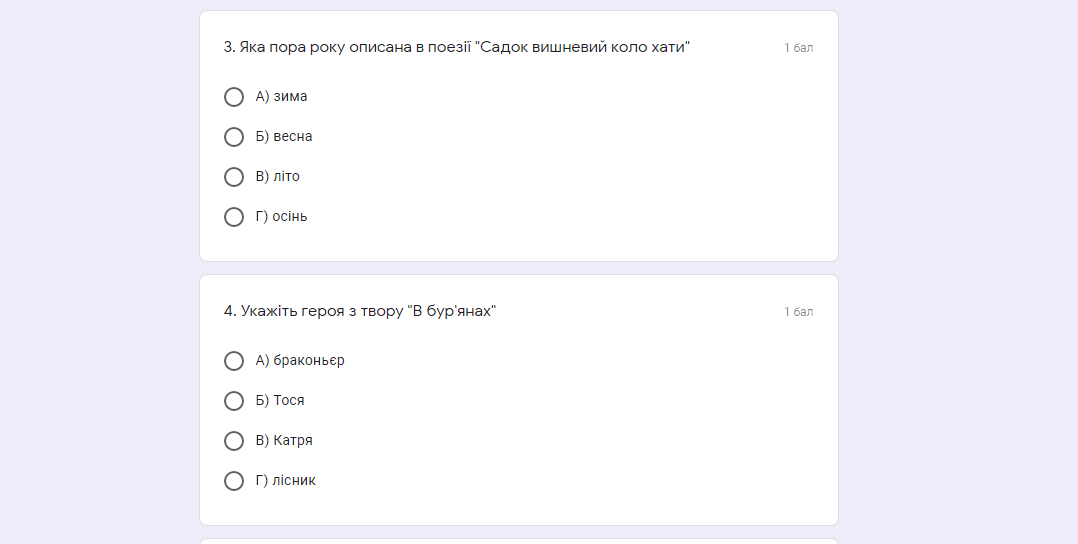 3. Яка пора року описана в поезії "Садок вишневий коло хати"
1 бал
А) зима
Б) весна
В) літо
Г) осінь
4. Укажіть героя з твору "В бур'янах"
1 бал
А) браконьєр
Б) Тося
В) Катря
Г) лісник